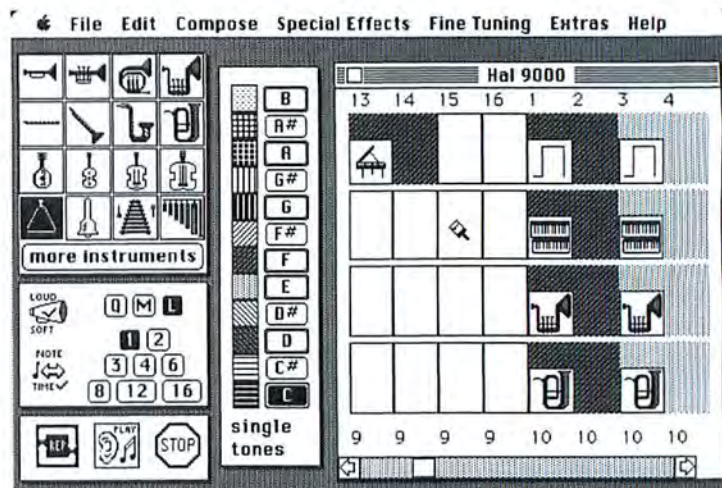 File Edit Compose Special Effects Fine Tuning Extras Help
more instruments
LOUD
SOFT
Q M L
1 2
NOTE
TIME
3 4 6
8 12 16
REP
PLAY
STOP
B
A#
A
G#
G
F#
F
E
D#
D
C#
C
single
tones
Hal 9000
13 14 15 16 1 2 3 4
9 9 9 9 10 10 10 10